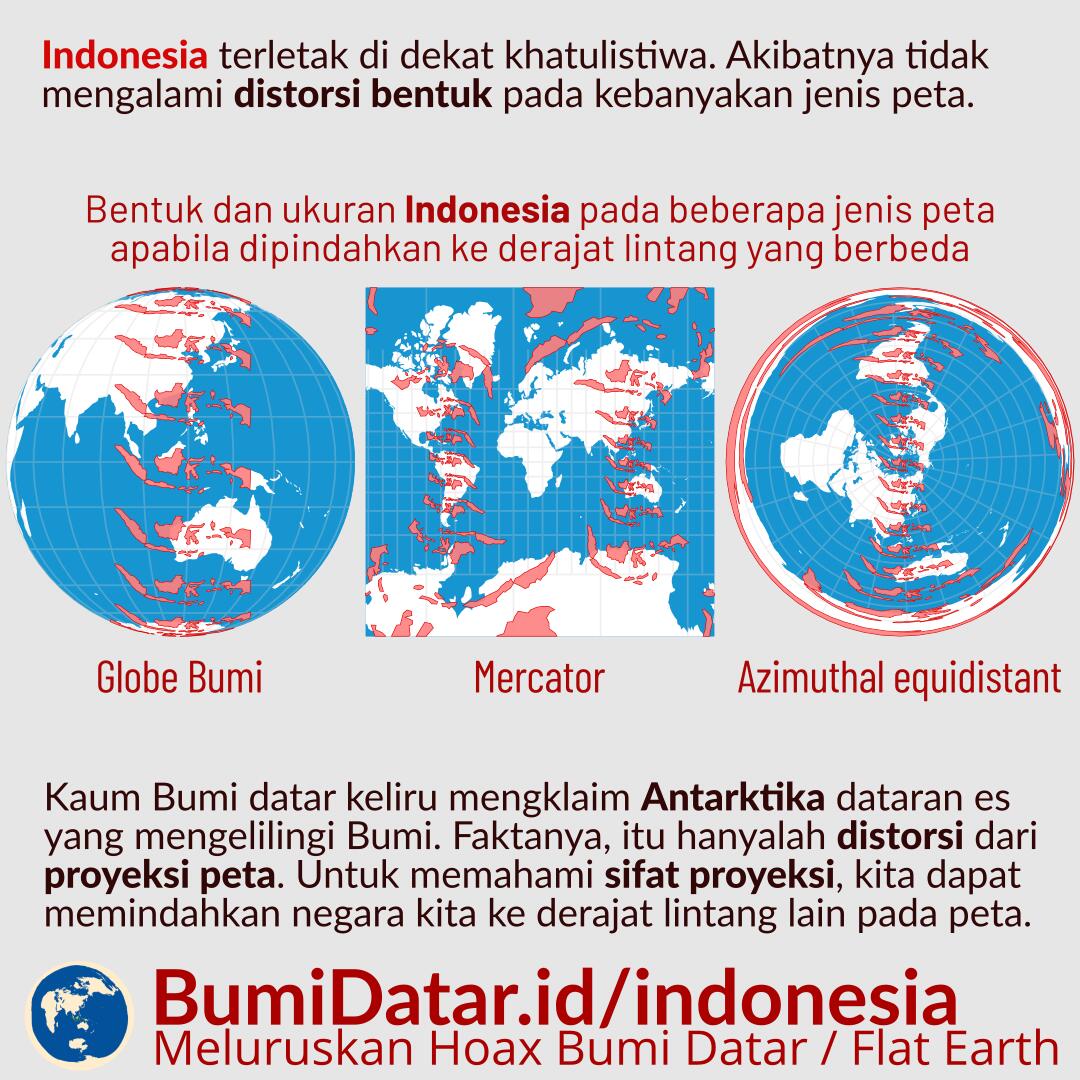 Indonesia terletak di dekat khatulistiwa. Akibatnya tidak
mengalami distorsi bentuk pada kebanyakan jenis peta.
Bentuk dan ukuran Indonesia pada beberapa jenis peta
apabila dipindahkan ke derajat lintang yang berbeda
Globe Bumi
Mercator
Azimuthal equidistant
Kaum Bumi datar keliru mengklaim Antarktika dataran es
yang mengelilingi Bumi. Faktanya, itu hanyalah distorsi dari
proyeksi peta. Untuk memahami sifat proyeksi, kita dapat
memindahkan negara kita ke derajat lintang lain pada peta.
BumiDatar.id/indonesia
Meluruskan Hoax Bumi Datar / Flat Earth